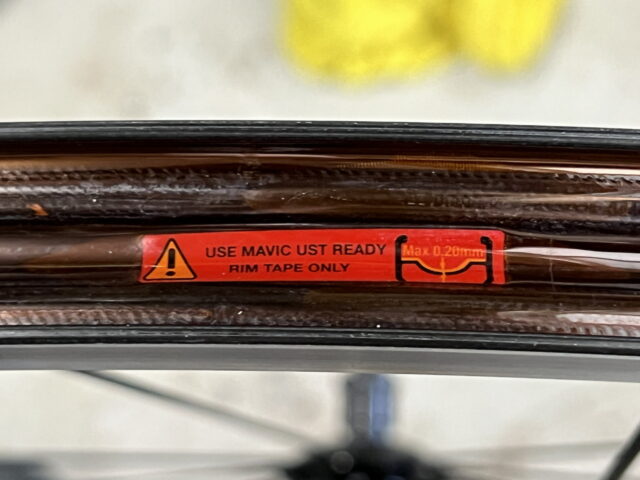 USE MAVIC UST READY
RIM TAPE ONLY
Max 0.20mm